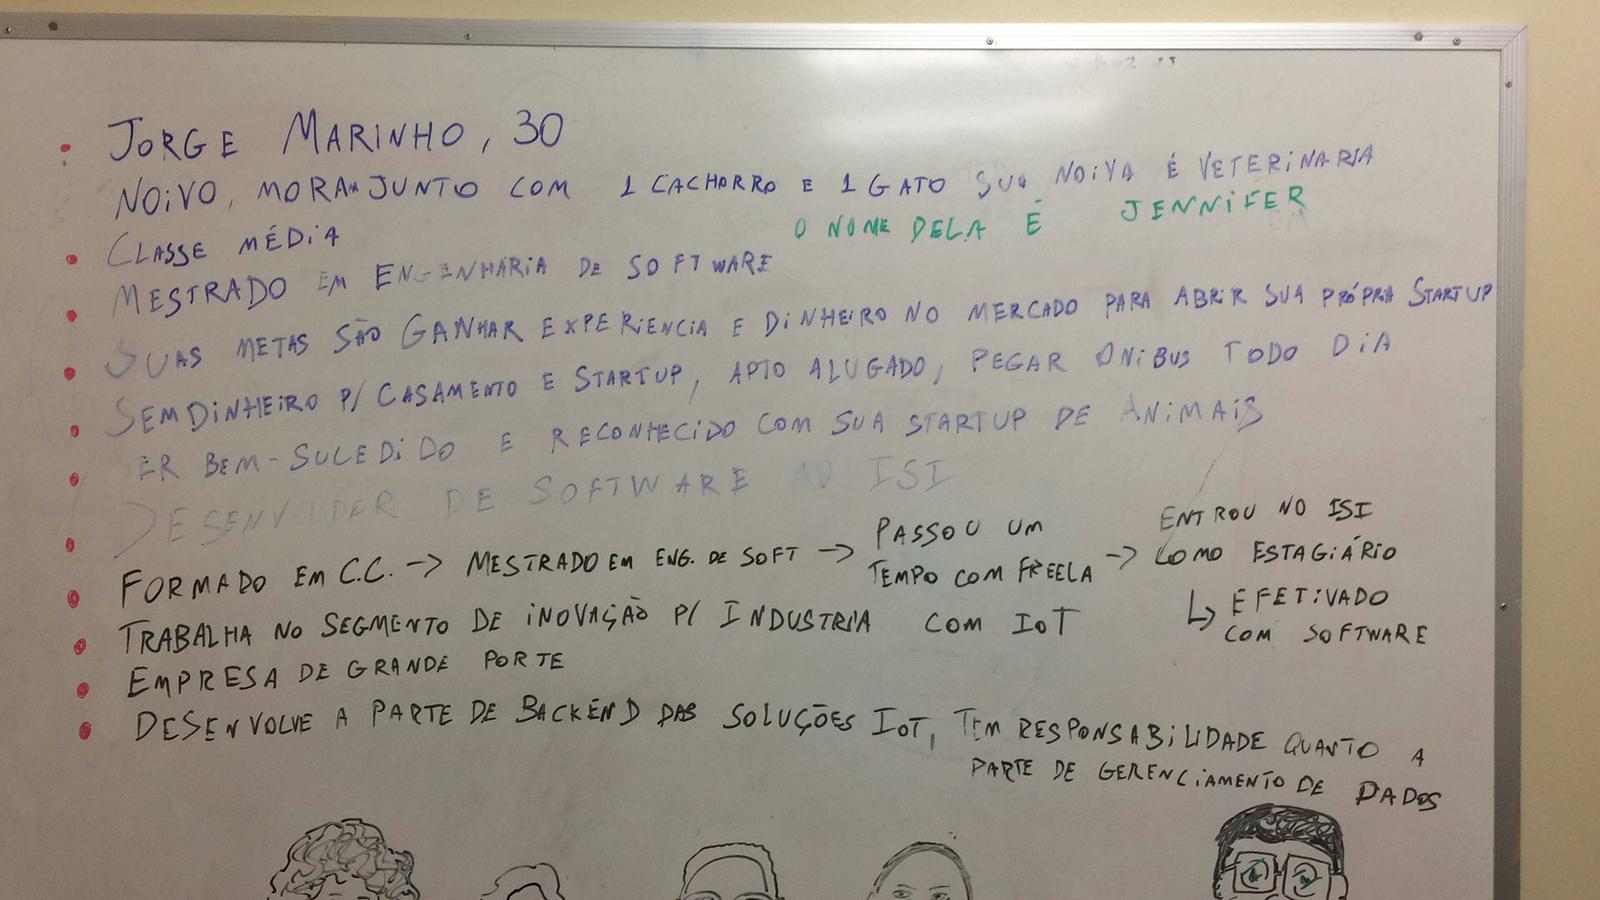 JORGE MARINHO, 30
NOIVO, MORAM JUNTO COM 1 CACHORRO E 1 GATO SUA NOIVA É VETERINARIA
O NOME DELA É JENNIFER
CLASSE MÉDIA
MESTRADO EM ENGENHARIA DE SOFTWARE
SUAS METAS SÃO GANHAR EXPERIENCIA E DINHEIRO NO MERCADO PARA ABRIR SUA PRÓPRIA STARTUP
SEM DINHEIRO P/ CASAMENTO E STARTUP, APTO ALUGADO, PEGAR ONIBUS TODO DIA
ER BEM-SUCEDIDO E RECONHECIDO COM SUA STARTUP DE ANIMAIS
DE SOFTWARE ISI
FORMADO EM C.C. -> MESTRADO EM ENG. DE SOFT -> PASSOU UM TEMPO COM FREELA -> ENTROU NO ISI COMO ESTAGIÁRIO
↳ EFETIVADO COM SOFTWARE
TRABALHA NO SEGMENTO DE INOVAÇÃO P/ INDUSTRIA COM IOT
EMPRESA DE GRANDE PORTE
DESENVOLVE A PARTE DE BACKEND DAS SOLUÇÕES IOT, TEM RESPONSABILIDADE QUANTO A
PARTE DE GERENCIAMENTO DE DADOS